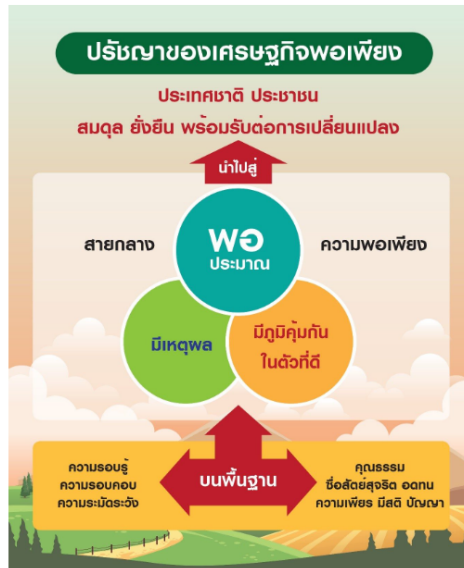 ปรัชญาของเศรษฐกิจพอเพียง
ประเทศชาติ ประชาชน
สมดุล ยั่งยืน พร้อมรับต่อการเปลี่ยนแปลง
นำไปสู่
สายกลาง
พอ
ประมาณ
ความพอเพียง
มีเหตุผล
มีภูมิคุ้มกัน
ในตัวที่ดี
ความรอบรู้
ความรอบคอบ
ความระมัดระวัง
บนพื้นฐาน
คุณธรรม
ซื่อสัตย์สุจริต อดทน
ความเพียร มีสติ ปัญญา